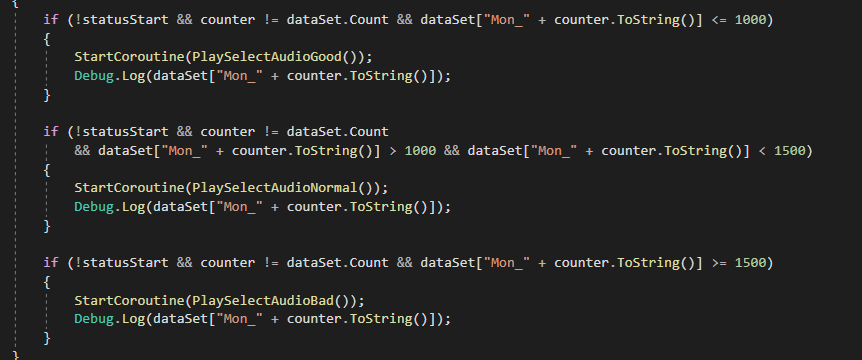 {
if (!statusStart && counter != dataSet.Count && dataSet["Mon_" + counter.ToString()] <= 1000)
{
StartCoroutine(PlaySelectAudioGood());
Debug.Log(dataSet["Mon_" + counter.ToString()]);
}
if (!statusStart && counter != dataSet.Count
&& dataSet["Mon_" + counter.ToString()] > 1000 && dataSet["Mon_" + counter.ToString()] < 1500)
{
StartCoroutine(PlaySelectAudioNormal());
Debug.Log(dataSet["Mon_" + counter.ToString()]);
}
if (!statusStart && counter != dataSet.Count && dataSet["Mon_" + counter.ToString()] >= 1500)
{
StartCoroutine(PlaySelectAudioBad());
Debug.Log(dataSet["Mon_" + counter.ToString()]);
}
}